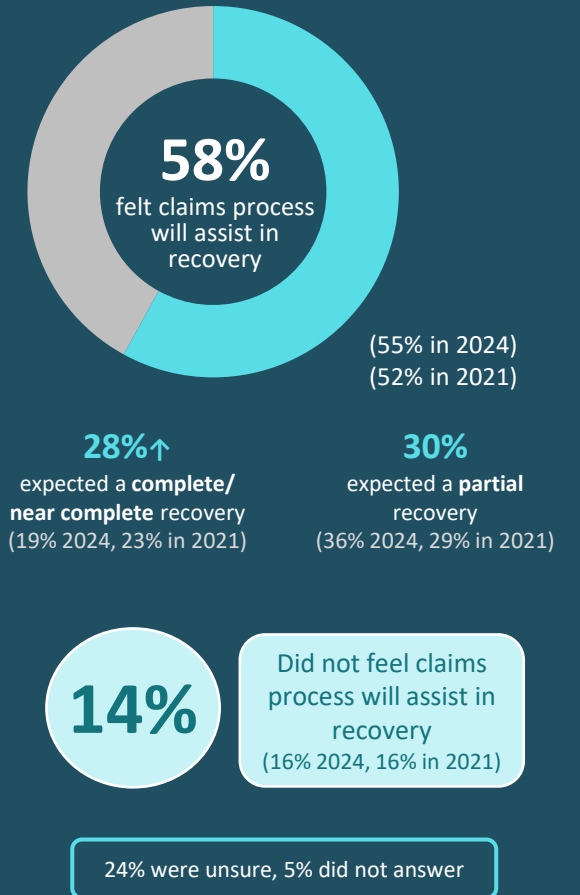 58%
felt claims process
will assist in
recovery
(55% in 2024)
(52% in 2021)
28%↑
expected a complete/
near complete recovery
(19% 2024, 23% in 2021)
30%
expected a partial
recovery
(36% 2024, 29% in 2021)
14%
Did not feel claims
process will assist in
recovery
(16% 2024, 16% in 2021)
24% were unsure, 5% did not answer